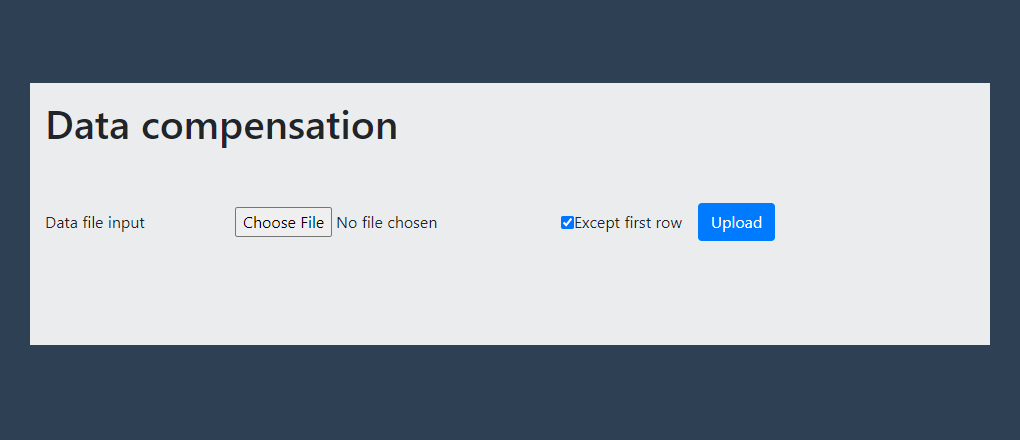 Data compensation
Data file input Choose File No file chosen Except first row Upload